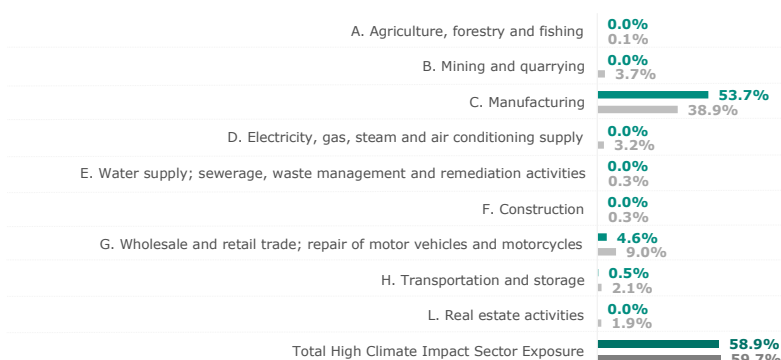 A. Agriculture, forestry and fishing 0.0%
0.1%
B. Mining and quarrying 0.0%
3.7%
C. Manufacturing 53.7%
38.9%
D. Electricity, gas, steam and air conditioning supply 0.0%
3.2%
E. Water supply; sewerage, waste management and remediation activities 0.0%
0.3%
F. Construction 0.0%
0.3%
G. Wholesale and retail trade; repair of motor vehicles and motorcycles 4.6%
9.0%
H. Transportation and storage 0.5%
2.1%
L. Real estate activities 0.0%
1.9%
Total High Climate Impact Sector Exposure 58.9%
59.7%